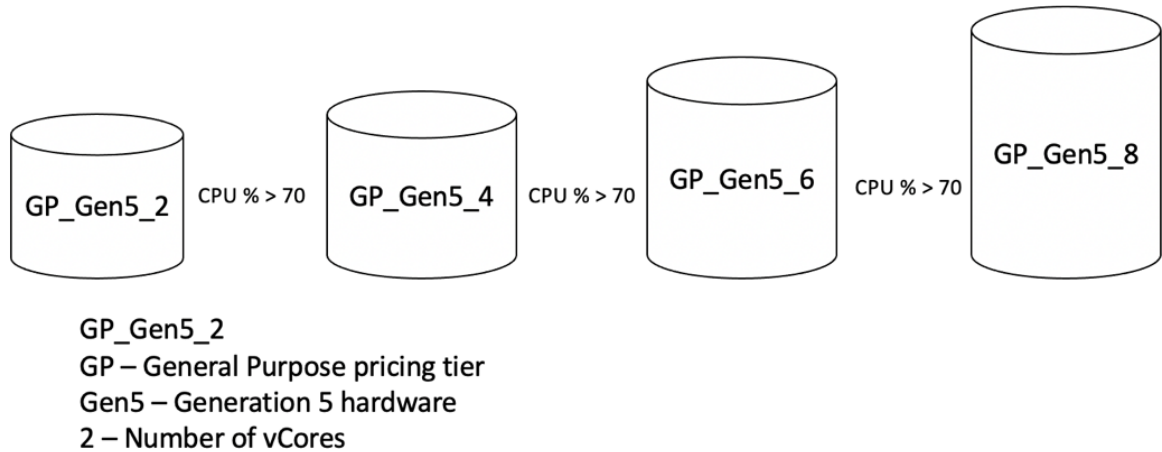 GP_Gen5_2
CPU % > 70
GP_Gen5_4
CPU % > 70
GP_Gen5_6
CPU % > 70
GP_Gen5_8
GP_Gen5_2
GP – General Purpose pricing tier
Gen5 – Generation 5 hardware
2 – Number of vCores